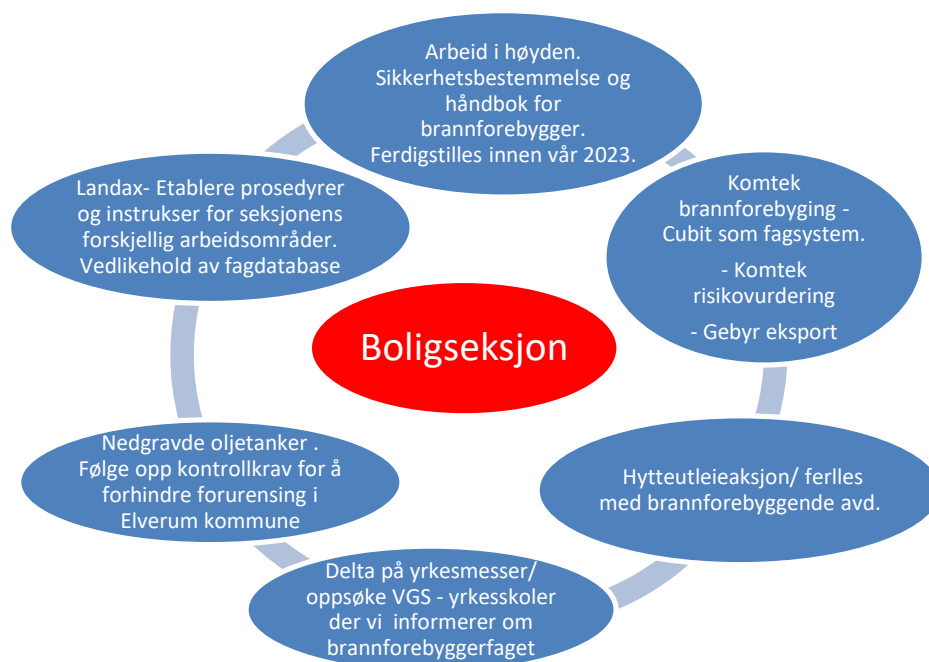 Arbeid i høyden.
Sikkerhetsbestemmelse og
håndbok for
brannforebygger.
Ferdigstilles innen vår 2023.
Komtek
brannforebyging -
Cubit som fagsystem.
- Komtek
risikovurdering
- Gebyr eksport
Hytteutleieaksjon/ ferlles
med brannforebyggende avd.
Delta på yrkesmesser/
oppsøke VGS - yrkesskoler
der vi informerer om
brannforebyggerfaget
Nedgravde oljetanker .
Følge opp kontrollkrav for å
forhindre forurensing i
Elverum kommune
Landax- Etablere prosedyrer
og instrukser for seksjonens
forskjellig arbeidsområder.
Vedlikehold av fagdatabase
Boligseksjon